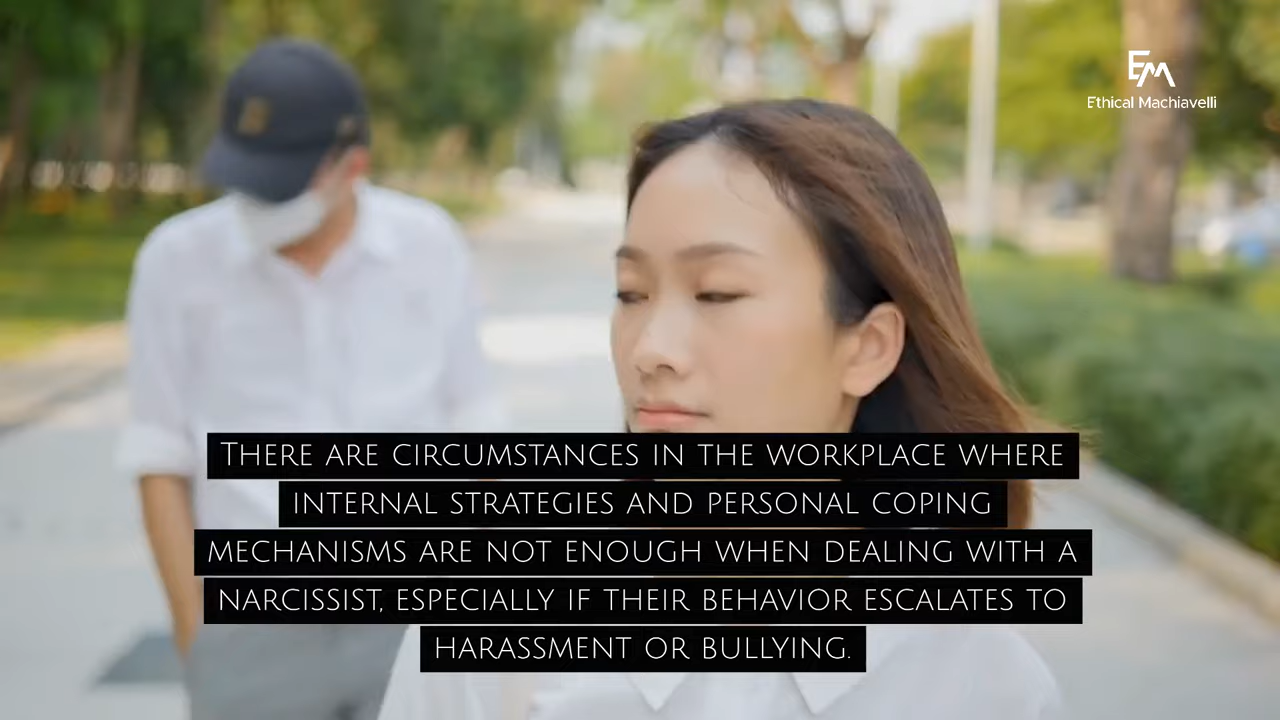 EM
Ethical Machiavelli
There are circumstances in the workplace where
internal strategies and personal coping
mechanisms are not enough when dealing with a
narcissist, especially if their behavior escalates to
harassment or bullying.